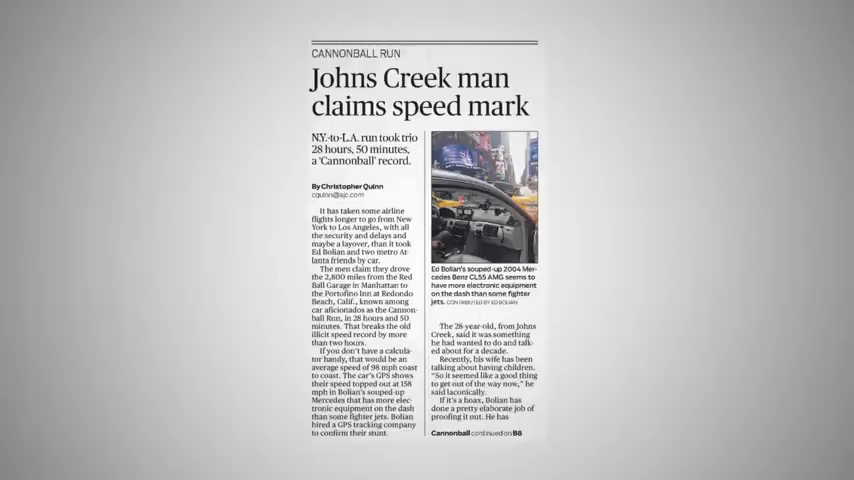 CANNONBALL RUN
Johns Creek man
claims speed mark
N.Y.-to-L.A. run took trio
28 hours, 50 minutes,
a 'Cannonball' record.
By Christopher Quinn
cquinn@ajc.com
It has taken some airline
flights longer to go from New
York to Los Angeles, with all
the security and delays and
maybe a layover, than it took
Ed Bolian and two metro At-
lanta friends by car.
The men claim they drove
the 2,800 miles from the Red
Ball Garage in Manhattan to
the Portofino Inn at Redondo
Beach, Calif., known among
car aficionados as the Cannon-
ball Run, in 28 hours and 50
minutes. That breaks the old
illicit speed record by more
than two hours.
If you don't have a calcula-
tor handy, that would be an
average speed of 98 mph coast
to coast. The car's GPS shows
their speed topped out at 158
mph in Bolian's souped-up
Mercedes that has more elec-
tronic equipment on the dash
than some fighter jets. Bolian
hired a GPS tracking company
to confirm their stunt.
Ed Bolian's souped-up 2004 Mer-
cedes Benz CL55 AMG seems to
have more electronic equipment
on the dash than some fighter
jets. CONTRIBUTED BY ED BOLIAN
The 28-year-old, from Johns
Creek, said it was something
he had wanted to do and talk-
ed about for a decade.
Recently, his wife has been
talking about having children.
"So it seemed like a good thing
to get out of the way now," he
said laconically.
If it's a hoax, Bolian has
done a pretty elaborate job of
proofing it out. He has
Cannonball continued on B8